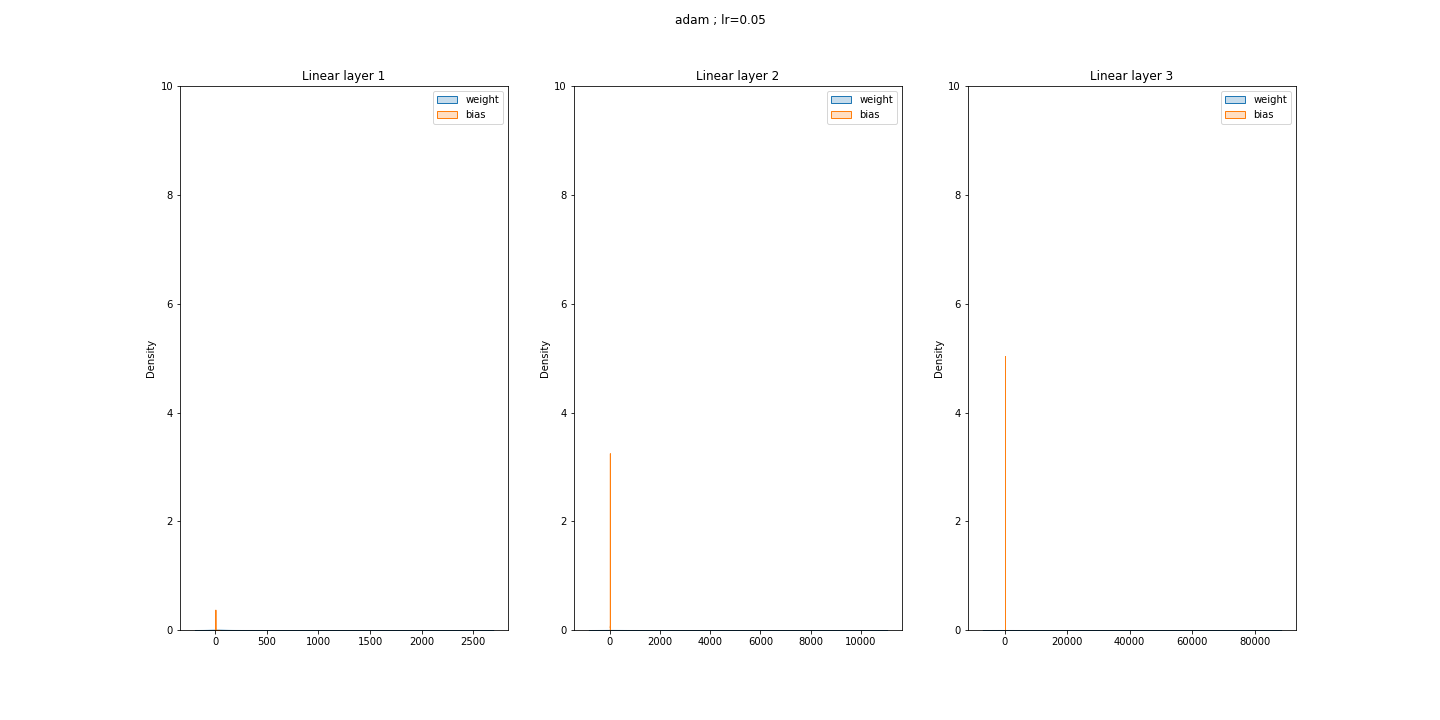 adam ; lr=0.05
Linear layer 1
10
8
6
4
2
0
Density
0 500 1000 1500 2000 2500
weight
bias
Linear layer 2
10
8
6
4
2
0
Density
0 2000 4000 6000 8000 10000
weight
bias
Linear layer 3
10
8
6
4
2
0
Density
0 20000 40000 60000 80000
weight
bias